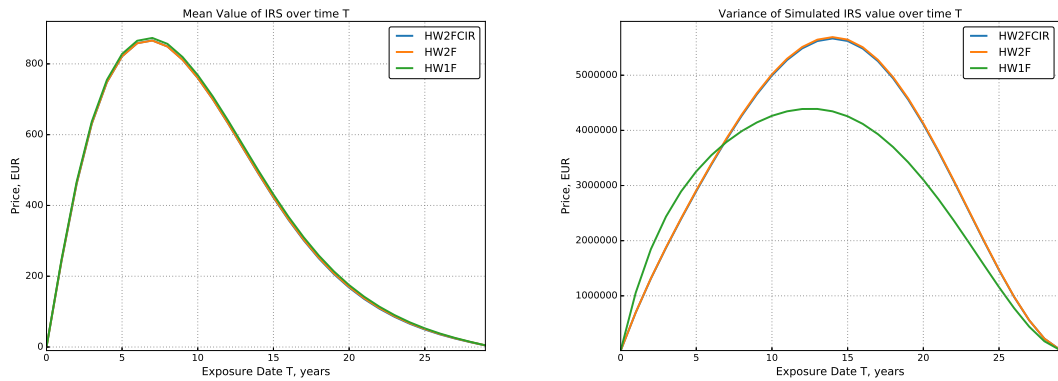 Mean Value of IRS over time T
Price, EUR
800
600
400
200
0
0
5
10
15
20
25
Exposure Date T, years
HW2FCIR
HW2F
HW1F
Variance of Simulated IRS value over time T
Price, EUR
5000000
4000000
3000000
2000000
1000000
0
5
10
15
20
25
Exposure Date T, years
HW2FCIR
HW2F
HW1F